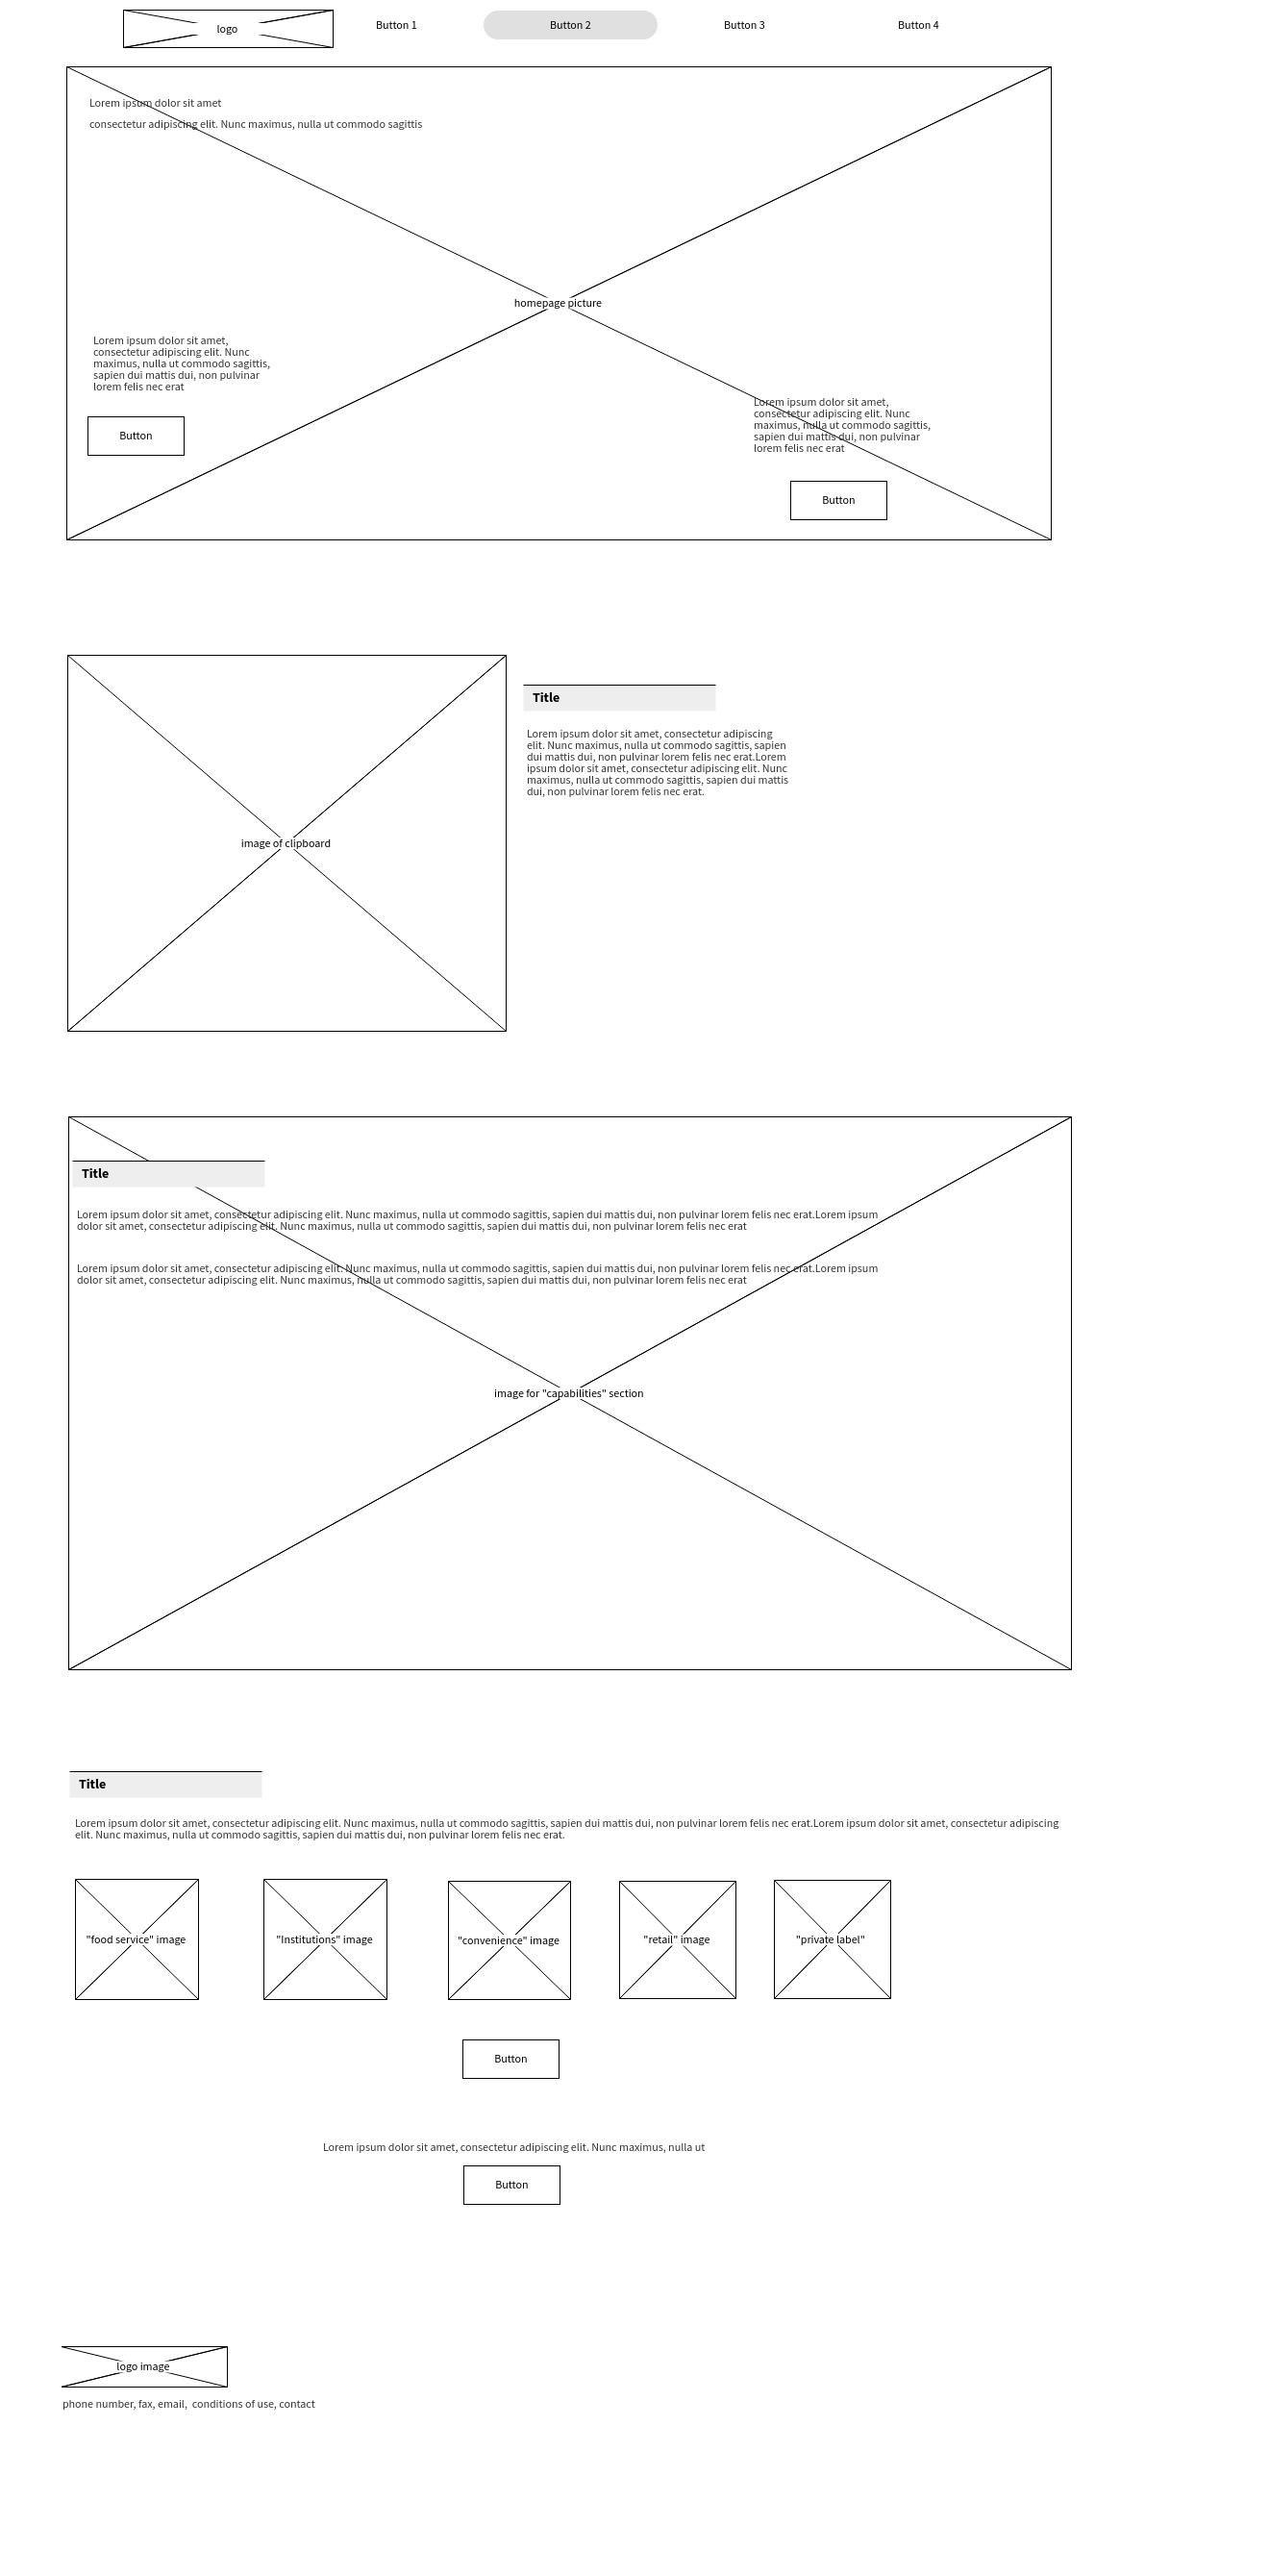 logo
Button 1
Button 2
Button 3
Button 4
Lorem ipsum dolor sit amet
consectetur adipiscing elit. Nunc maximus, nulla ut commodo sagittis
homepage picture
Lorem ipsum dolor sit amet,
consectetur adipiscing elit. Nunc
maximus, nulla ut commodo sagittis,
sapien dui mattis dui, non pulvinar
lorem felis nec erat
Button
Lorem ipsum dolor sit amet,
consectetur adipiscing elit. Nunc
maximus, nulla ut commodo sagittis,
sapien dui mattis dui, non pulvinar
lorem felis nec erat
Button
image of clipboard
Title
Lorem ipsum dolor sit amet, consectetur adipiscing
elit. Nunc maximus, nulla ut commodo sagittis, sapien
dui mattis dui, non pulvinar lorem felis nec erat.Lorem
ipsum dolor sit amet, consectetur adipiscing elit. Nunc
maximus, nulla ut commodo sagittis, sapien dui mattis
dui, non pulvinar lorem felis nec erat.
Title
Lorem ipsum dolor sit amet, consectetur adipiscing elit. Nunc maximus, nulla ut commodo sagittis, sapien dui mattis dui, non pulvinar lorem felis nec erat.Lorem ipsum
dolor sit amet, consectetur adipiscing elit. Nunc maximus, nulla ut commodo sagittis, sapien dui mattis dui, non pulvinar lorem felis nec erat
Lorem ipsum dolor sit amet, consectetur adipiscing elit. Nunc maximus, nulla ut commodo sagittis, sapien dui mattis dui, non pulvinar lorem felis nec erat.Lorem ipsum
dolor sit amet, consectetur adipiscing elit. Nunc maximus, nulla ut commodo sagittis, sapien dui mattis dui, non pulvinar lorem felis nec erat
image for "capabilities" section
Title
Lorem ipsum dolor sit amet, consectetur adipiscing elit. Nunc maximus, nulla ut commodo sagittis, sapien dui mattis dui, non pulvinar lorem felis nec erat.Lorem ipsum dolor sit amet, consectetur adipiscing
elit. Nunc maximus, nulla ut commodo sagittis, sapien dui mattis dui, non pulvinar lorem felis nec erat.
"food service" image
"Institutions" image
"convenience" image
"retail" image
"private label"
Button
Lorem ipsum dolor sit amet, consectetur adipiscing elit. Nunc maximus, nulla ut
Button
logo image
phone number, fax, email,  conditions of use, contact